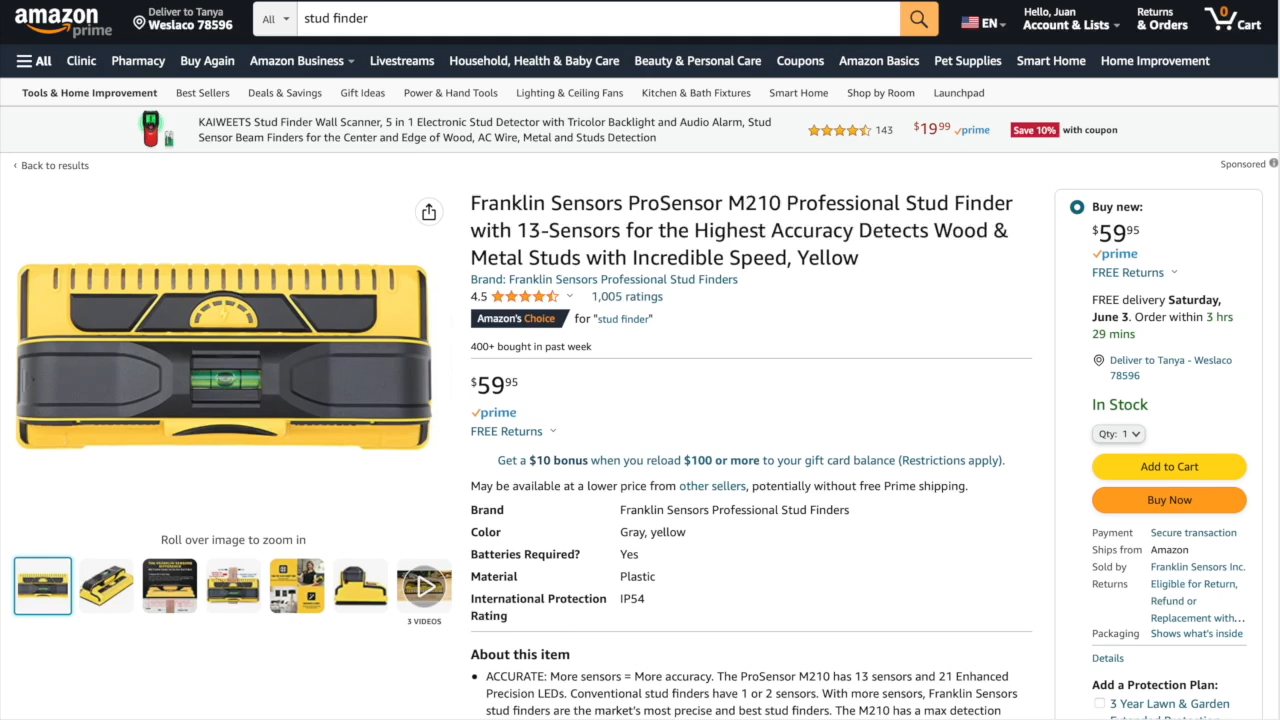 amazon
prime
Deliver to Tanya
Weslaco 78596
All
stud finder
EN
Hello, Juan
Account & Lists
Returns
& Orders
0
Cart
All
Clinic
Pharmacy
Buy Again
Amazon Business
Livestreams
Household, Health & Baby Care
Beauty & Personal Care
Coupons
Amazon Basics
Pet Supplies
Smart Home
Home Improvement
Tools & Home Improvement
Best Sellers
Deals & Savings
Gift Ideas
Power & Hand Tools
Lighting & Ceiling Fans
Kitchen & Bath Fixtures
Smart Home
Shop by Room
Launchpad
KAIWEETS Stud Finder Wall Scanner, 5 in 1 Electronic Stud Detector with Tricolor Backlight and Audio Alarm, Stud
Sensor Beam Finders for the Center and Edge of Wood, AC Wire, Metal and Studs Detection
143
$19 99
prime
Save 10% with coupon
‹ Back to results
Sponsored
Franklin Sensors ProSensor M210 Professional Stud Finder
with 13-Sensors for the Highest Accuracy Detects Wood &
Metal Studs with Incredible Speed, Yellow
Brand: Franklin Sensors Professional Stud Finders
4.5
1,005 ratings
Amazon's Choice for "stud finder"
400+ bought in past week
$59 95
prime
FREE Returns
Get a $10 bonus when you reload $100 or more to your gift card balance (Restrictions apply).
May be available at a lower price from other sellers, potentially without free Prime shipping.
Brand Franklin Sensors Professional Stud Finders
Color Gray, yellow
Batteries Required? Yes
Material Plastic
International Protection Rating IP54
About this item
• ACCURATE: More sensors = More accuracy. The ProSensor M210 has 13 sensors and 21 Enhanced
Precision LEDs. Conventional stud finders have 1 or 2 sensors. With more sensors, Franklin Sensors
stud finders are the market's most precise and best stud finders. The M210 has a max detection
Roll over image to zoom in
3 VIDEOS
Buy new:
$59 95
prime
FREE Returns
FREE delivery Saturday,
June 3. Order within 3 hrs
29 mins
Deliver to Tanya - Weslaco
78596
In Stock
Qty: 1
Add to Cart
Buy Now
Payment Secure transaction
Ships from Amazon
Sold by Franklin Sensors Inc.
Returns Eligible for Return,
Refund or
Replacement with…
Packaging Shows what's inside
Details
Add a Protection Plan:
3 Year Lawn & Garden